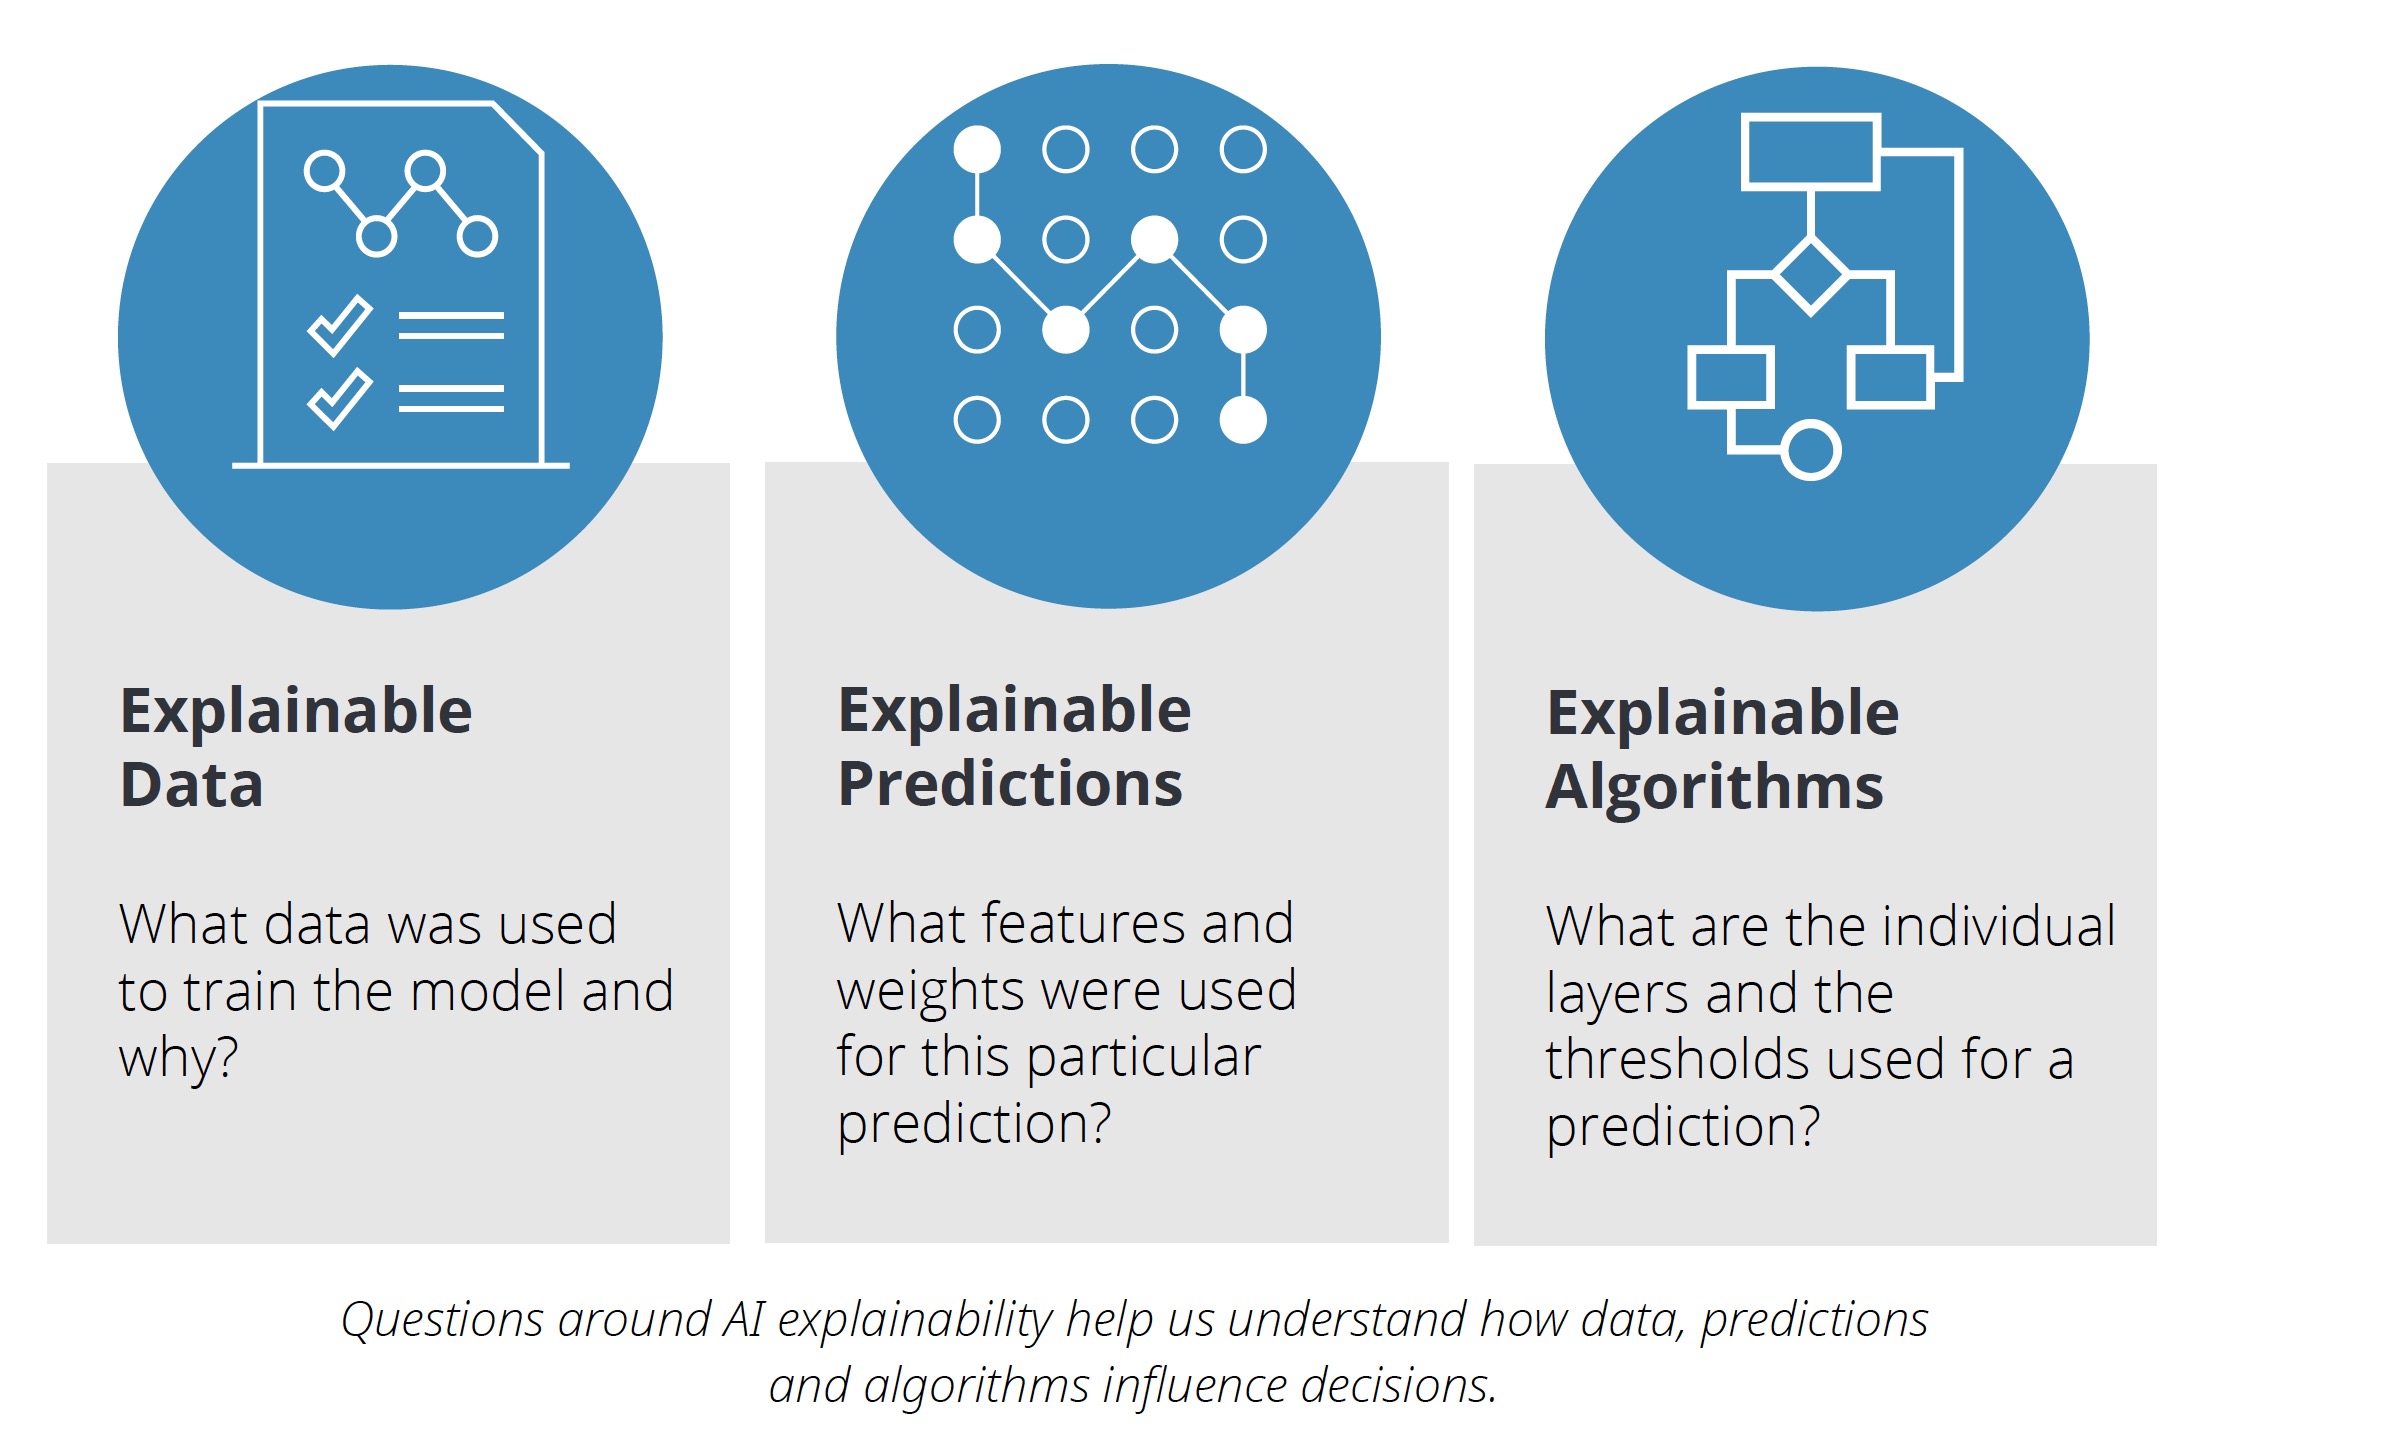 Explainable
Data
What data was used
to train the model and
why?
Explainable
Predictions
What features and
weights were used
for this particular
prediction?
Explainable
Algorithms
What are the individual
layers and the
thresholds used for a
prediction?
Questions around AI explainability help us understand how data, predictions
and algorithms influence decisions.